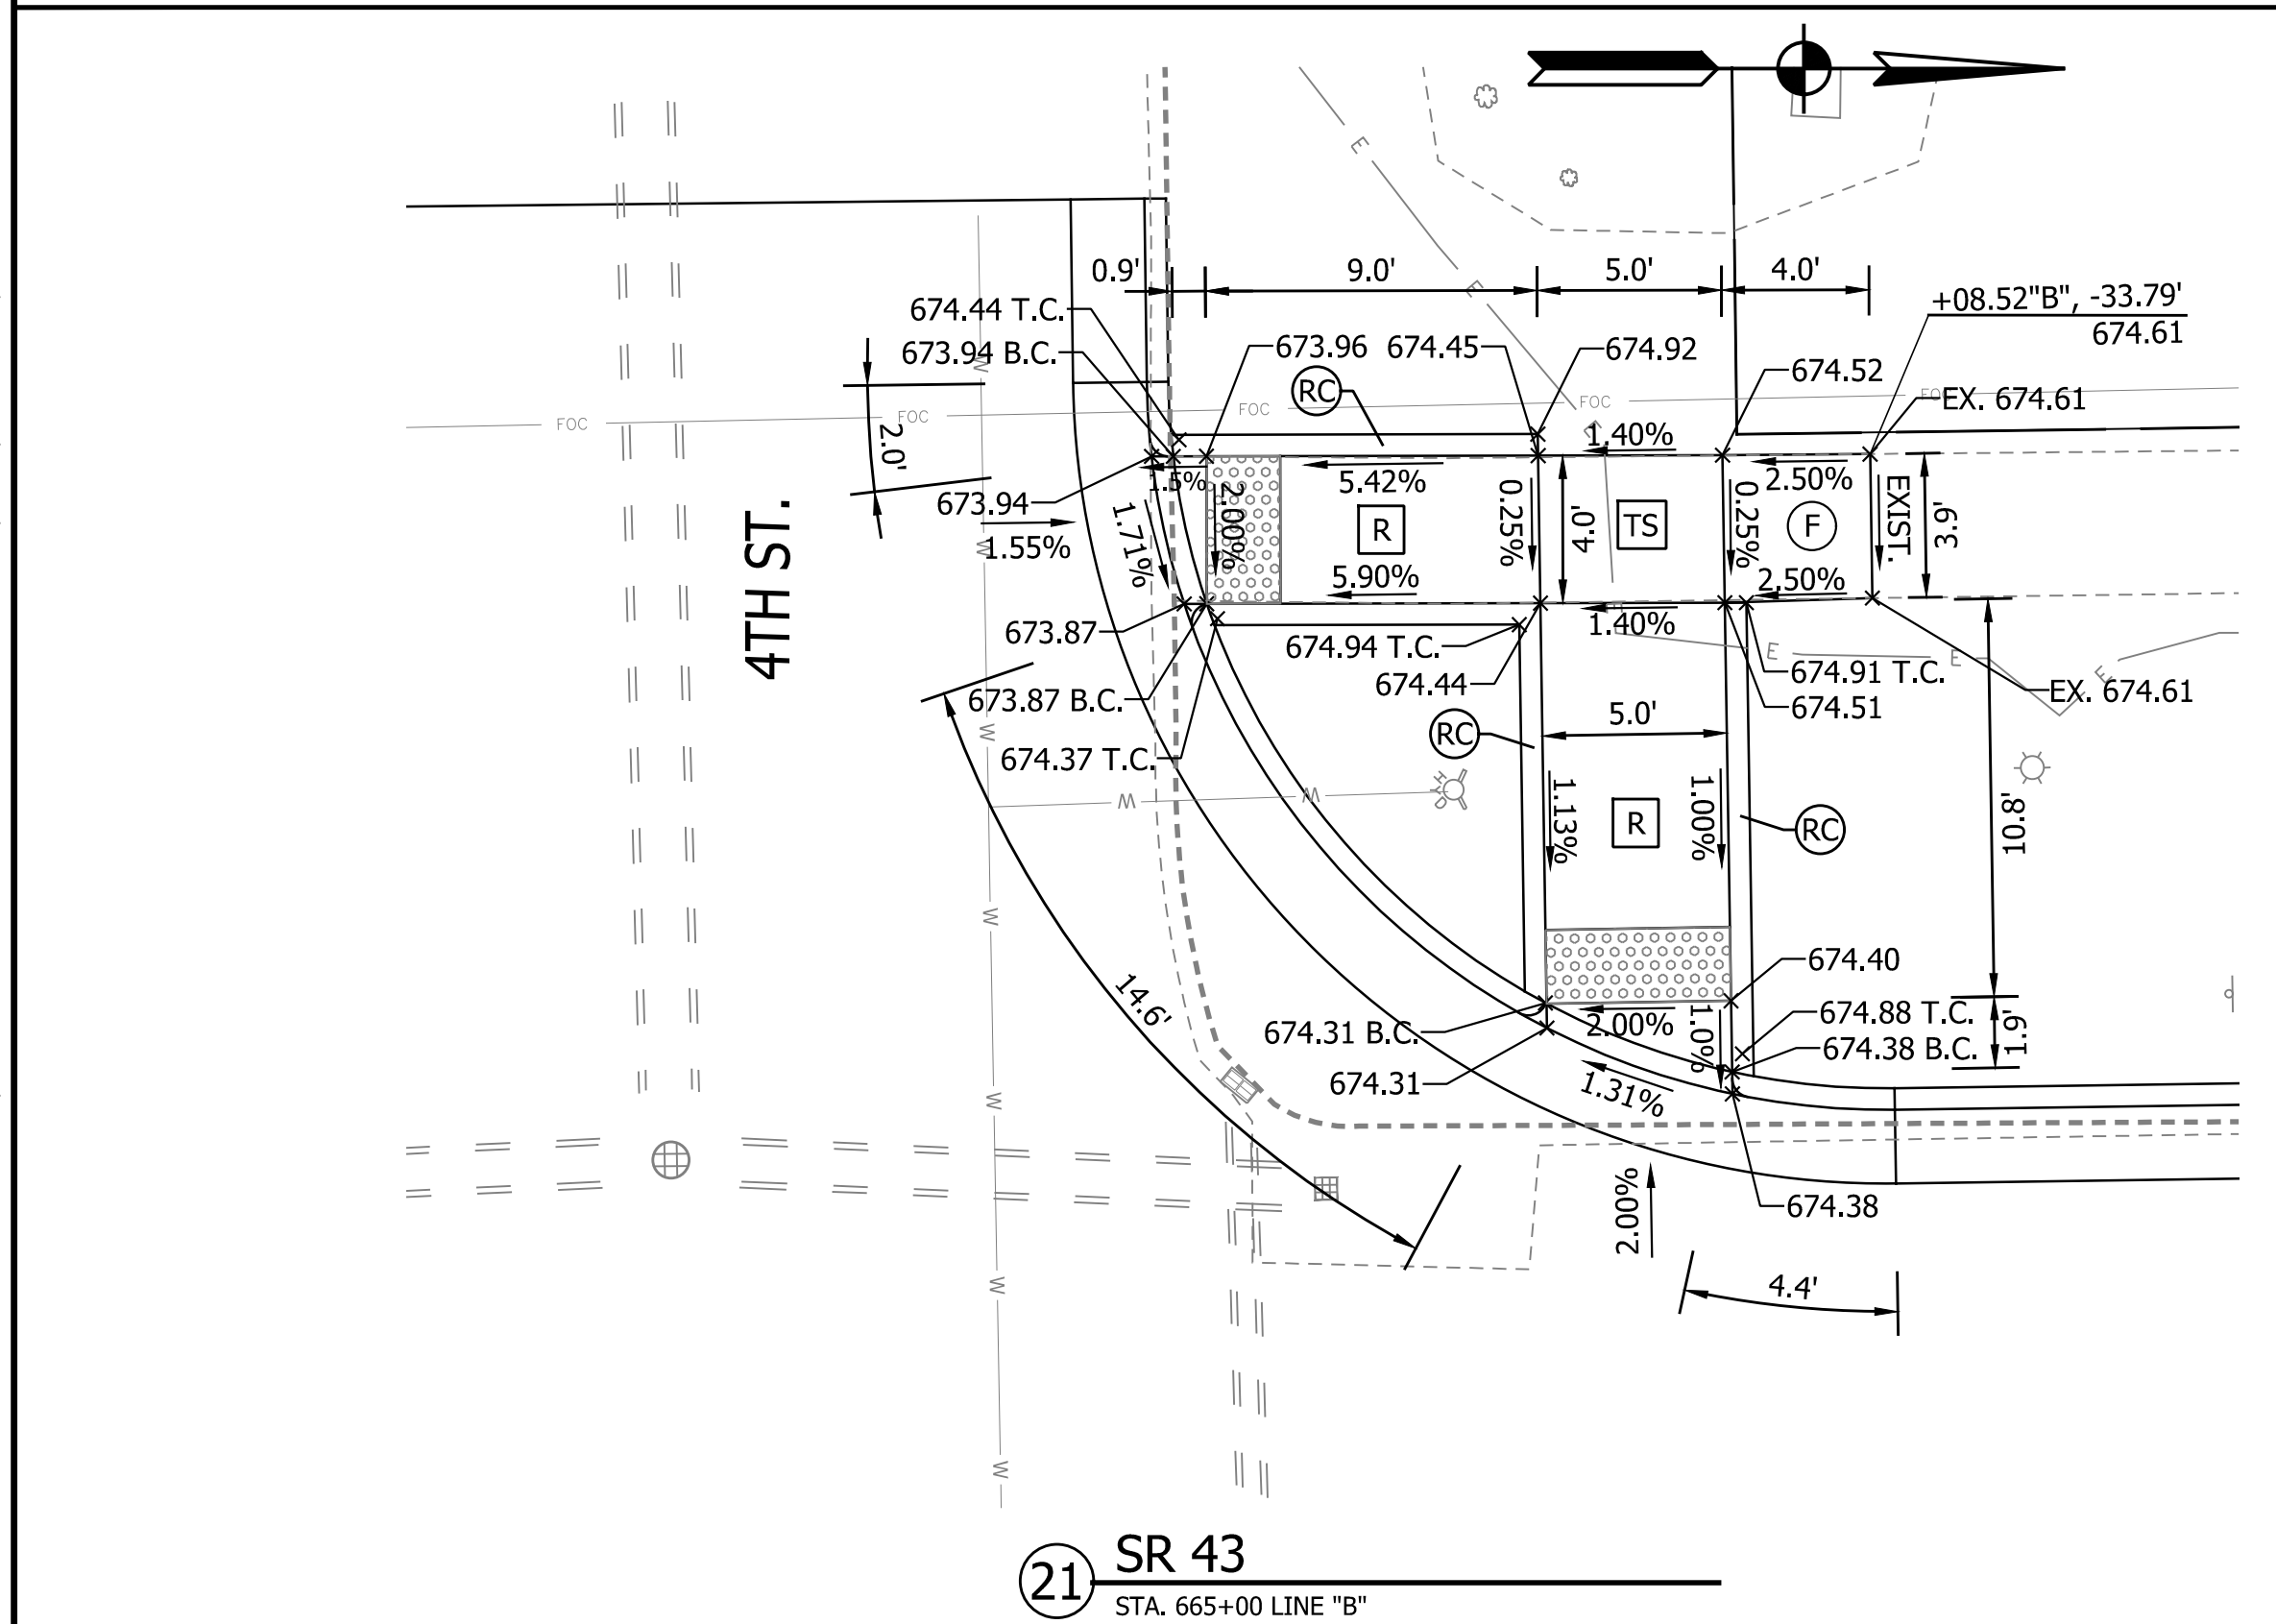 0.9'
9.0'
5.0'
4.0'
+08.52"B", -33.79'
674.61
674.44 T.C.
673.94 B.C.
673.96
674.45
674.92
674.52
EX. 674.61
RC
FOC
FOC
FOC
FOC
FOC
E
E
E
2.0'
1.40%
1.5%
5.42%
2.50%
673.94
1.55%
1.71%
2.00%
R
0.25%
4.0'
TS
0.25%
F
EXIST.
3.9'
4TH ST.
5.90%
2.50%
1.40%
E
673.87
674.94 T.C.
674.44
E
E
E
674.91 T.C.
EX. 674.61
673.87 B.C.
674.51
5.0'
RC
674.37 T.C.
W
W
W
W
W
W
W
W
W
HYD
1.13%
R
1.00%
RC
10.8'
14.6'
674.40
674.31 B.C.
2.00%
1.0%
674.88 T.C.
674.38 B.C.
1.9'
674.31
1.31%
2.00%
674.38
4.4'
21
SR 43
STA. 665+00 LINE "B"